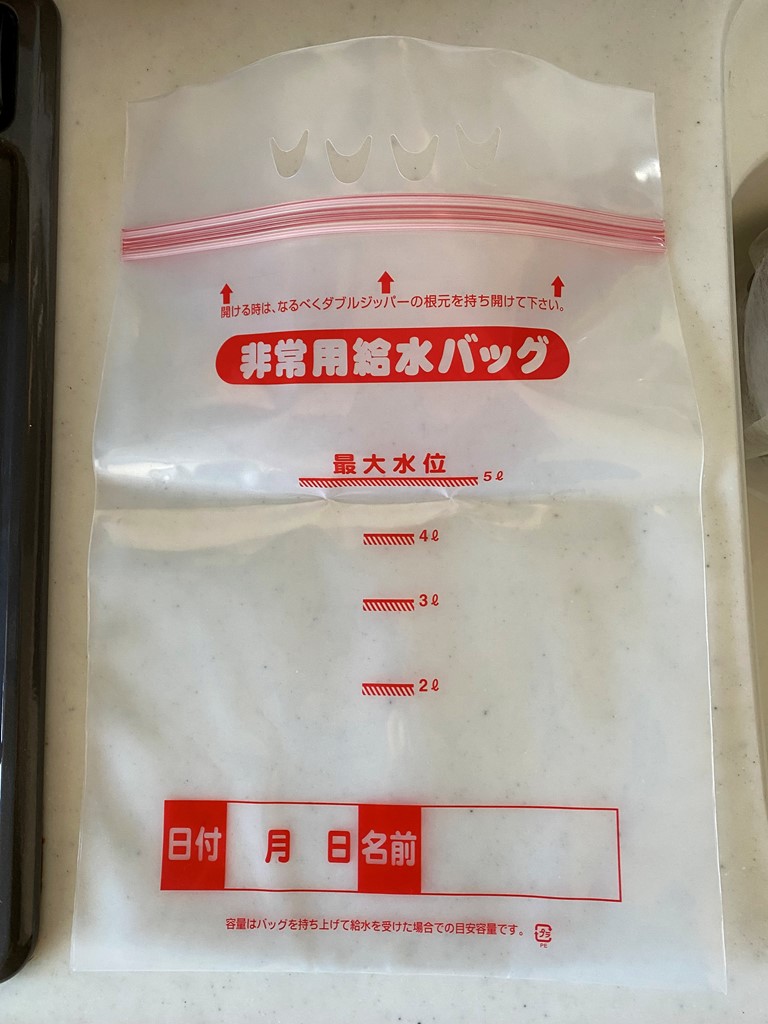 開ける時は、なるべくダブルジッパーの根元を持ち開けて下さい。
非常用給水バッグ
最大水位
5ℓ
4ℓ
3ℓ
2ℓ
日付 月 日 名前
容量はバッグを持ち上げて給水を受けた場合での目安容量です。
プラ
PE